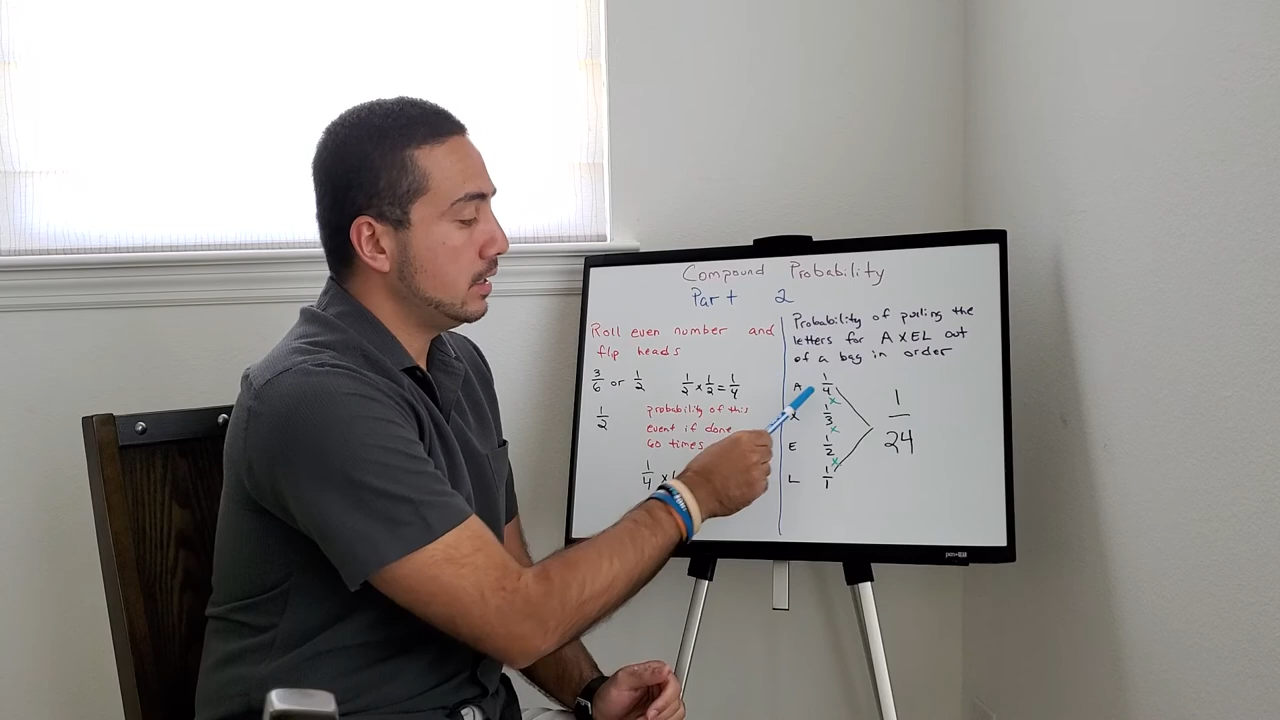 Compound Probability
Part 2
Roll even number and
flip heads
3/6 or 1/2
1/2 x 1/2 = 1/4
1/2
probability of this
event if done
60 times
1/4 x
Probability of pulling the
letters for AXEL out
of a bag in order
A 1/4
x
X 1/3
x
E 1/2
x
L 1/1
1/24